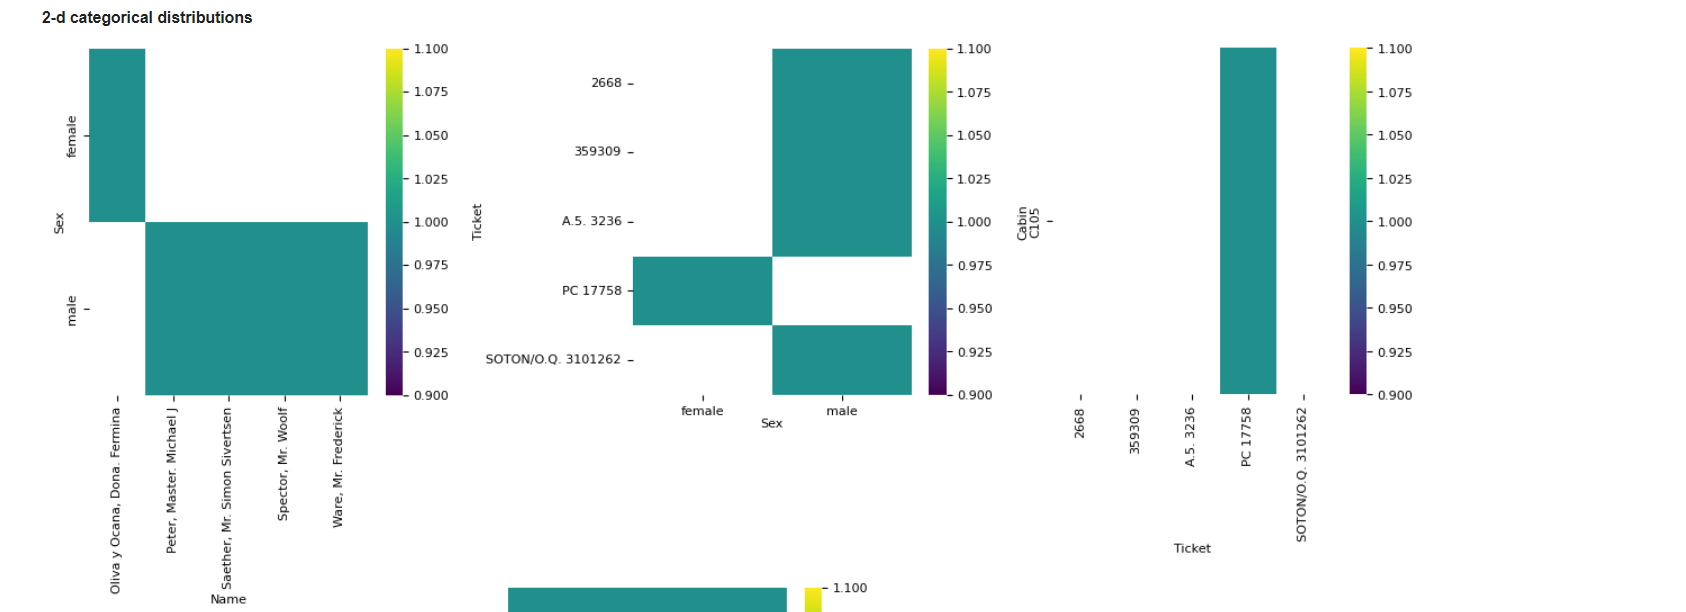 2-d categorical distributions
female
male
Sex
Oliva y Ocana, Dona. Fermina
Peter, Master. Michael J
Saether, Mr. Simon Sivertsen
Spector, Mr. Woolf
Ware, Mr. Frederick
Name
1.100
1.075
1.050
1.025
1.000
0.975
0.950
0.925
0.900
Ticket
2668
359309
A.5. 3236
PC 17758
SOTON/O.Q. 3101262
female
male
Sex
1.100
1.075
1.050
1.025
1.000
0.975
0.950
0.925
0.900
Cabin
C105
2668
359309
A.5. 3236
PC 17758
SOTON/O.Q. 3101262
Ticket
1.100
1.075
1.050
1.025
1.000
0.975
0.950
0.925
0.900
1.100